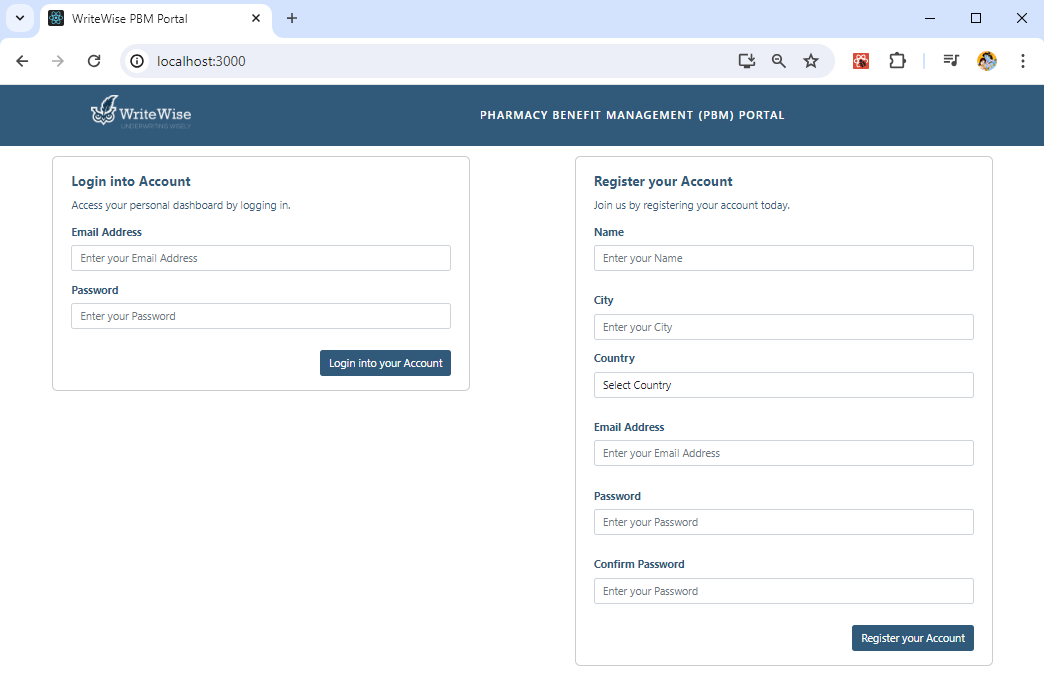 WriteWise PBM Portal
localhost:3000
WriteWise
UNDERWRITING WISELY
PHARMACY BENEFIT MANAGEMENT (PBM) PORTAL
Login into Account
Access your personal dashboard by logging in.
Email Address
Enter your Email Address
Password
Enter your Password
Login into your Account
Register your Account
Join us by registering your account today.
Name
Enter your Name
City
Enter your City
Country
Select Country
Email Address
Enter your Email Address
Password
Enter your Password
Confirm Password
Enter your Password
Register your Account